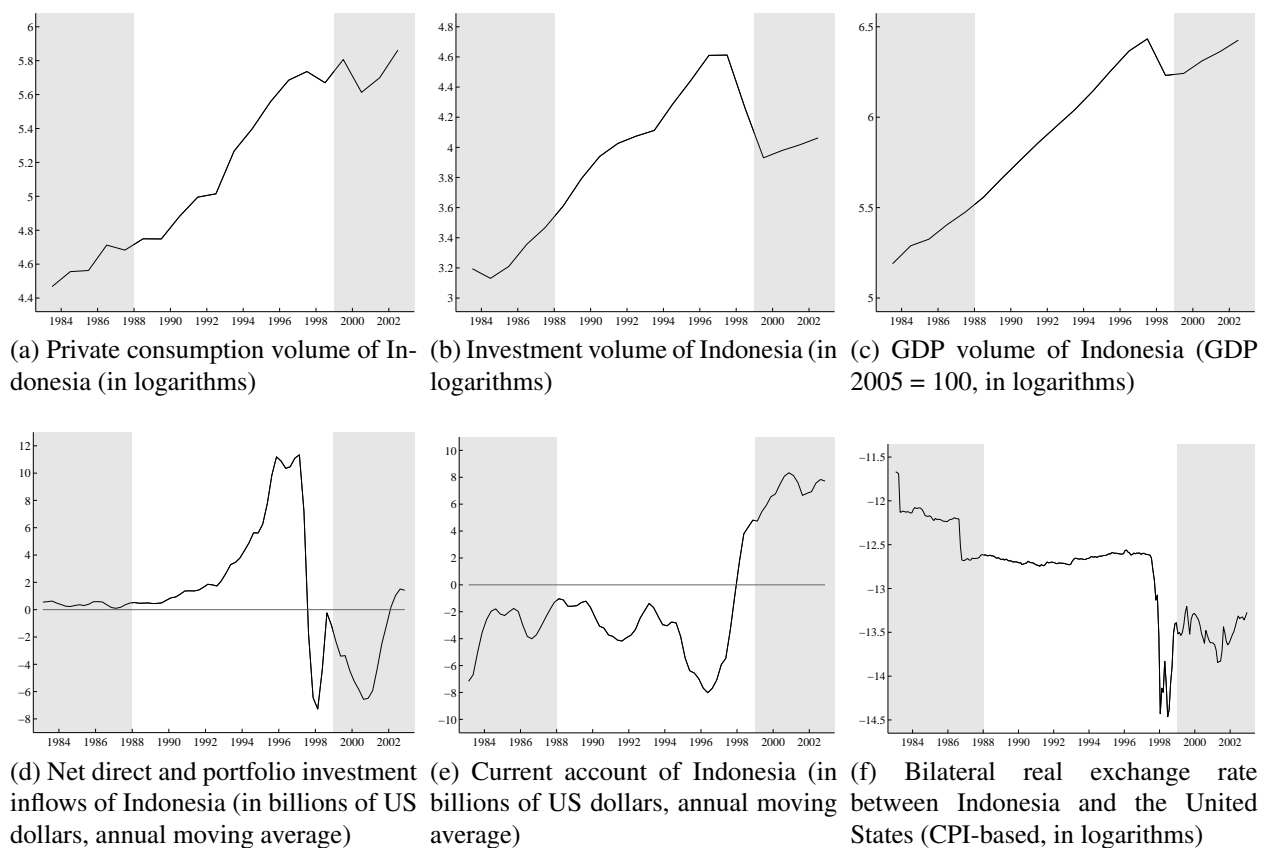 6
5.8
5.6
5.4
5.2
5
4.8
4.6
4.4
1984 1986 1988 1990 1992 1994 1996 1998 2000 2002
(a) Private consumption volume of In-
donesia (in logarithms)
4.8
4.6
4.4
4.2
4
3.8
3.6
3.4
3.2
3
1984 1986 1988 1990 1992 1994 1996 1998 2000 2002
(b) Investment volume of Indonesia (in
logarithms)
6.5
6
5.5
5
1984 1986 1988 1990 1992 1994 1996 1998 2000 2002
(c) GDP volume of Indonesia (GDP
2005 = 100, in logarithms)
12
10
8
6
4
2
0
−2
−4
−6
−8
1984 1986 1988 1990 1992 1994 1996 1998 2000 2002
(d) Net direct and portfolio investment
inflows of Indonesia (in billions of US
dollars, annual moving average)
10
8
6
4
2
0
−2
−4
−6
−8
−10
1984 1986 1988 1990 1992 1994 1996 1998 2000 2002
(e) Current account of Indonesia (in
billions of US dollars, annual moving
average)
−11.5
−12
−12.5
−13
−13.5
−14
−14.5
1984 1986 1988 1990 1992 1994 1996 1998 2000 2002
(f) Bilateral real exchange rate
between Indonesia and the United
States (CPI-based, in logarithms)